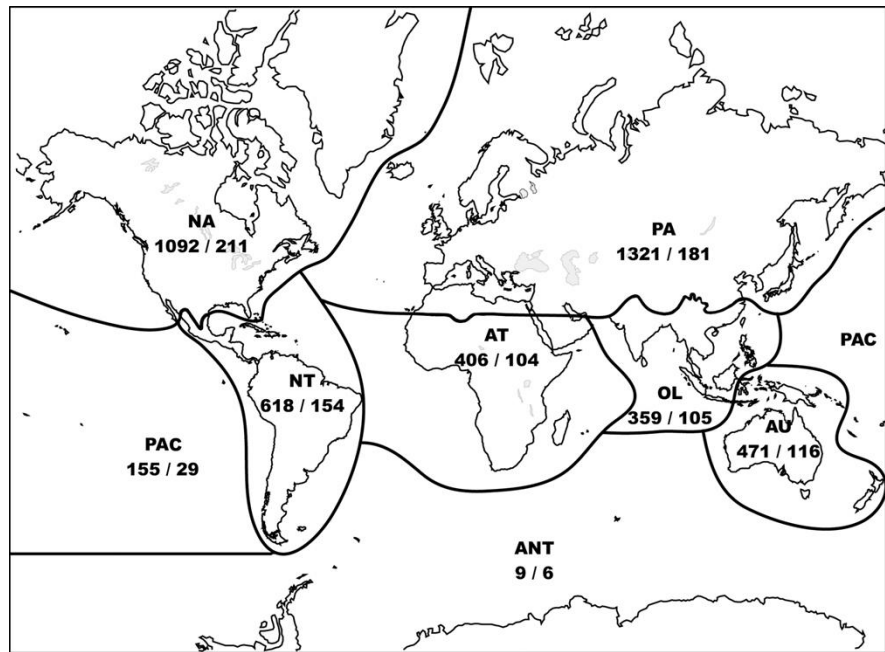 NA
1092 / 211
PA
1321 / 181
AT
406 / 104
PAC
NT
618 / 154
OL
359 / 105
AU
471 / 116
PAC
155 / 29
ANT
9 / 6